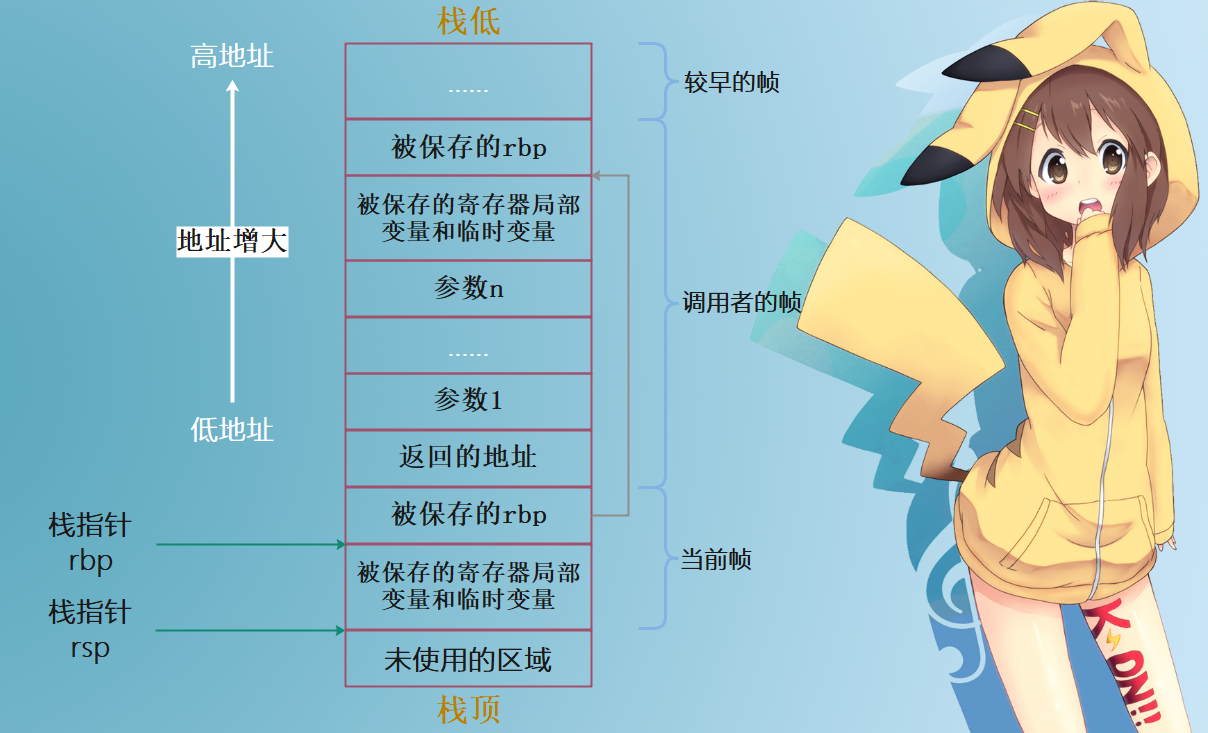 栈低
高地址
......
较早的帧
被保存的rbp
被保存的寄存器局部
变量和临时变量
地址增大
参数n
调用者的帧
......
参数1
低地址
返回的地址
被保存的rbp
栈指针
rbp
当前帧
被保存的寄存器局部
变量和临时变量
栈指针
rsp
未使用的区域
栈顶
K
ON!!